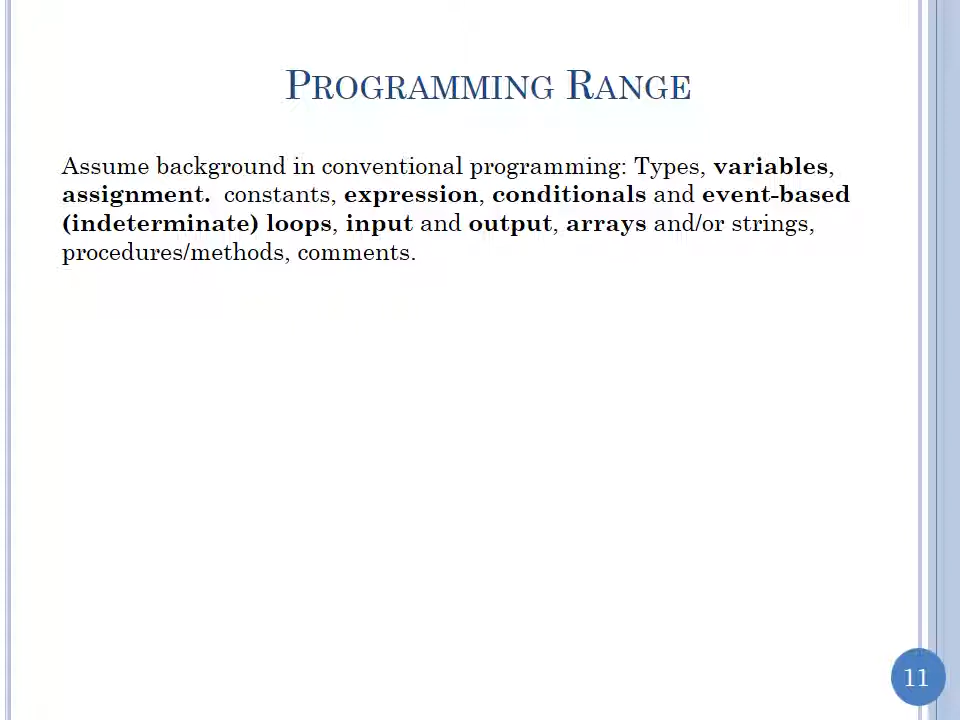 PROGRAMMING RANGE
Assume background in conventional programming: Types, variables,
assignment.  constants, expression, conditionals and event-based
(indeterminate) loops, input and output, arrays and/or strings,
procedures/methods, comments.
11